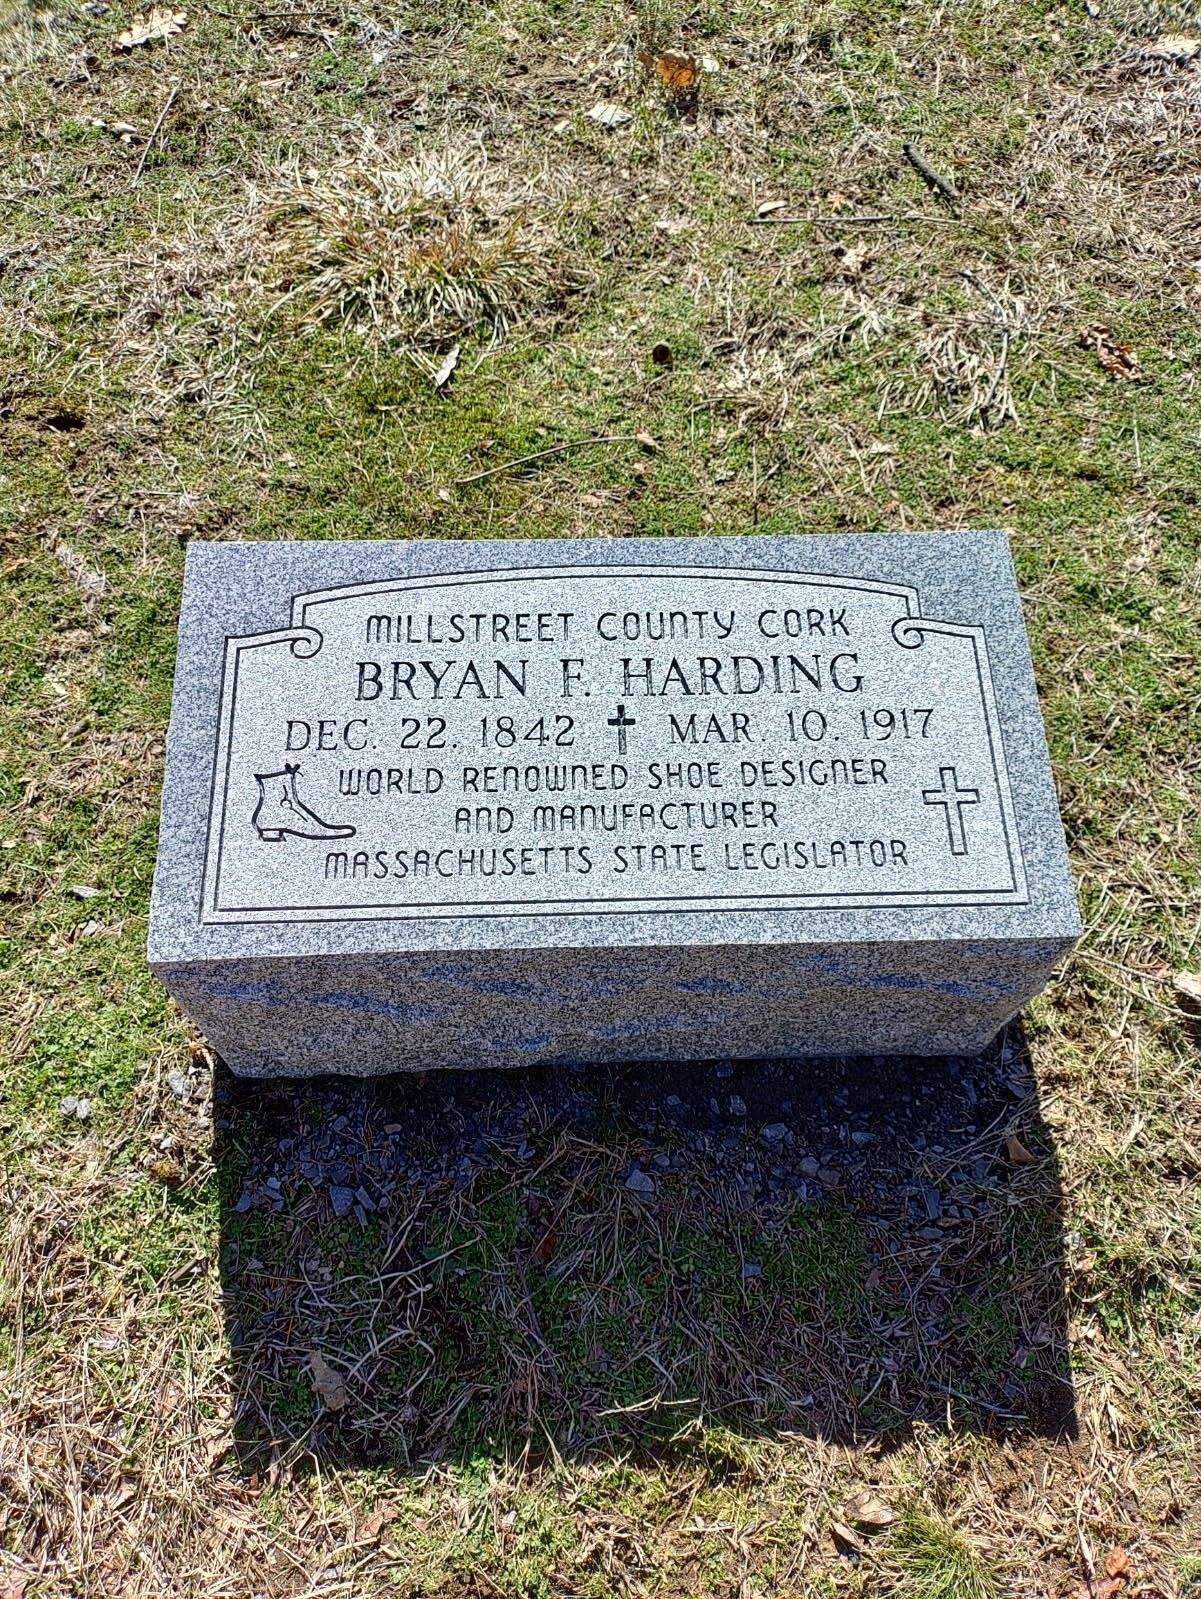 MILLSTREET COUNTY CORK
BRYAN F. HARDING
DEC. 22. 1842 MAR. 10. 1917
WORLD RENOWNED SHOE DESIGNER
AND MANUFACTURER
MASSACHUSETTS STATE LEGISLATOR